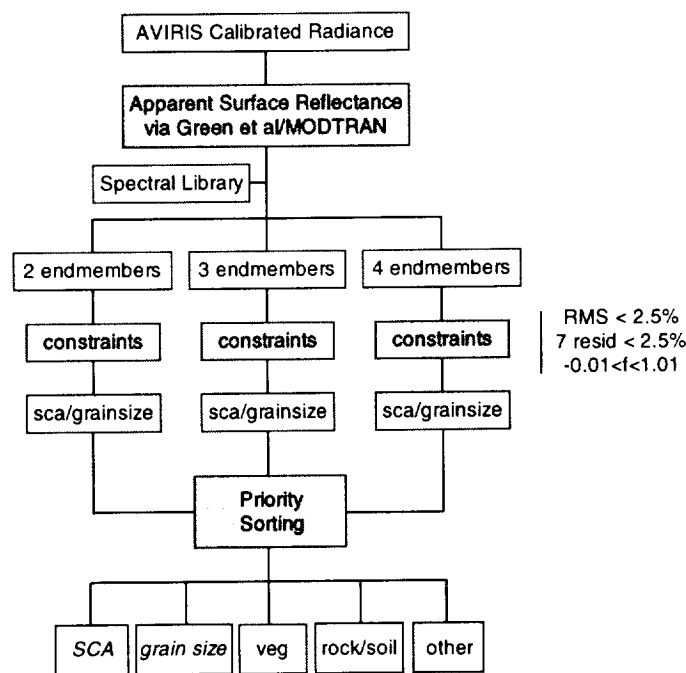 AVIRIS Calibrated Radiance
Apparent Surface Reflectance
via Green et al/MODTRAN
Spectral Library
2 endmembers
3 endmembers
4 endmembers
constraints
constraints
constraints
RMS < 2.5%
7 resid < 2.5%
-0.01<f<1.01
sca/grainsize
sca/grainsize
sca/grainsize
Priority
Sorting
SCA
grain size
veg
rock/soil
other